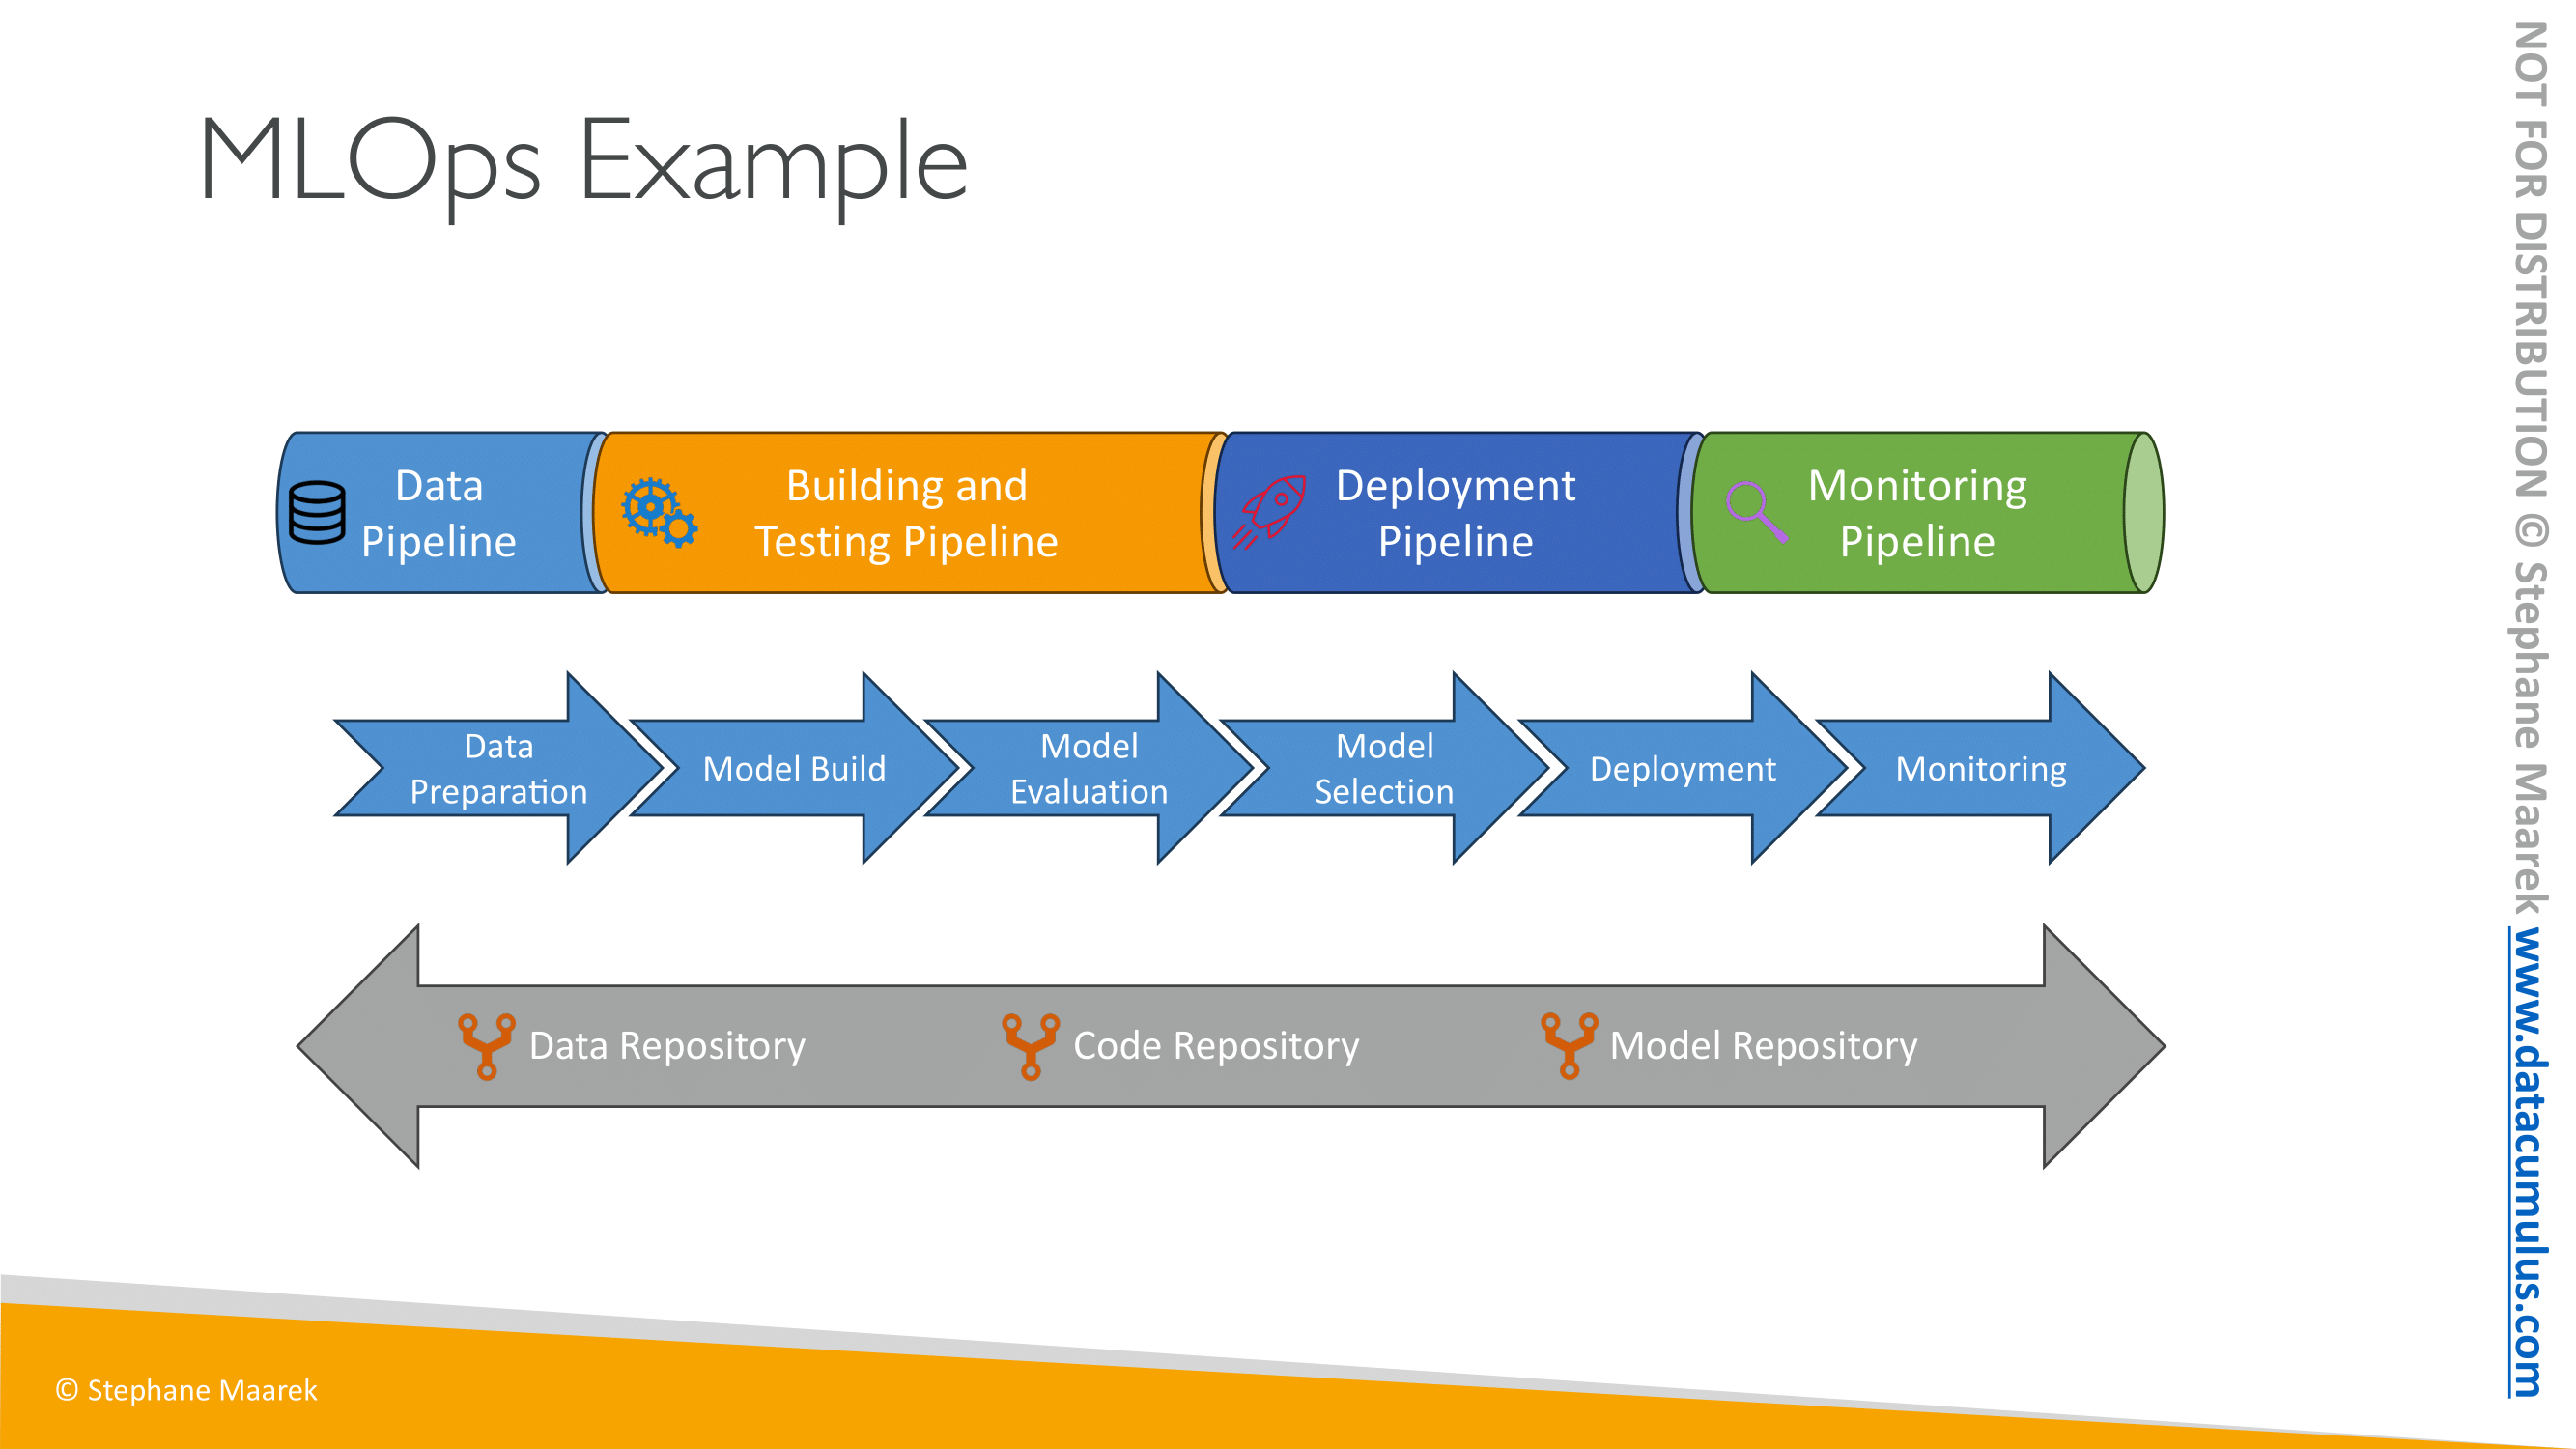 MLOps Example
Data
Pipeline
Building and
Testing Pipeline
Deployment
Pipeline
Monitoring
Pipeline
Data
Preparation
Model Build
Model
Evaluation
Model
Selection
Deployment
Monitoring
Data Repository
Code Repository
Model Repository
© Stephane Maarek
NOT FOR DISTRIBUTION © Stephane Maarek www.datacumulus.com